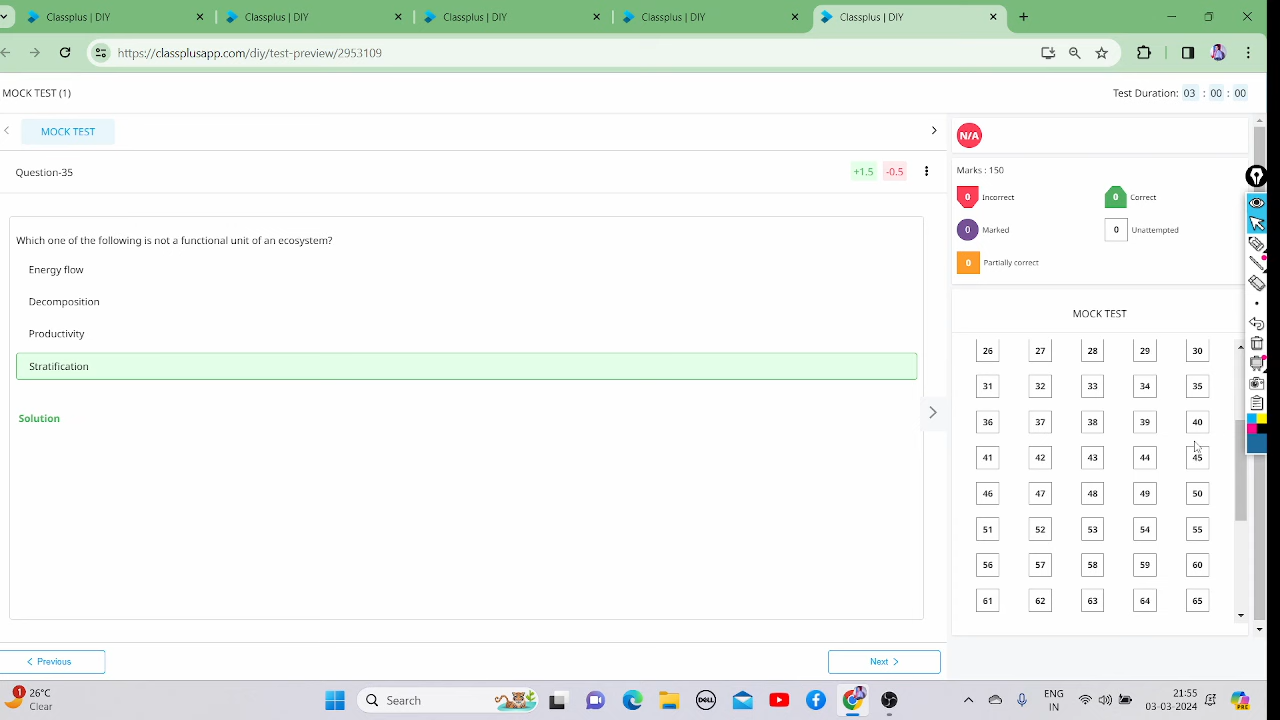 Classplus | DIY
Classplus | DIY
Classplus | DIY
Classplus | DIY
Classplus | DIY
https://classplusapp.com/diy/test-preview/2953109
MOCK TEST (1)
Test Duration: 03 : 00 : 00
MOCK TEST
N/A
Question-35
+1.5 -0.5
Marks : 150
0 Incorrect
0 Correct
0 Marked
0 Unattempted
0 Partially correct
Which one of the following is not a functional unit of an ecosystem?
Energy flow
Decomposition
Productivity
Stratification
Solution
MOCK TEST
26 27 28 29 30
31 32 33 34 35
36 37 38 39 40
41 42 43 44 45
46 47 48 49 50
51 52 53 54 55
56 57 58 59 60
61 62 63 64 65
Previous
Next
1
26°C
Clear
Search
DELL
ENG
IN
21:55
03-03-2024
PRE